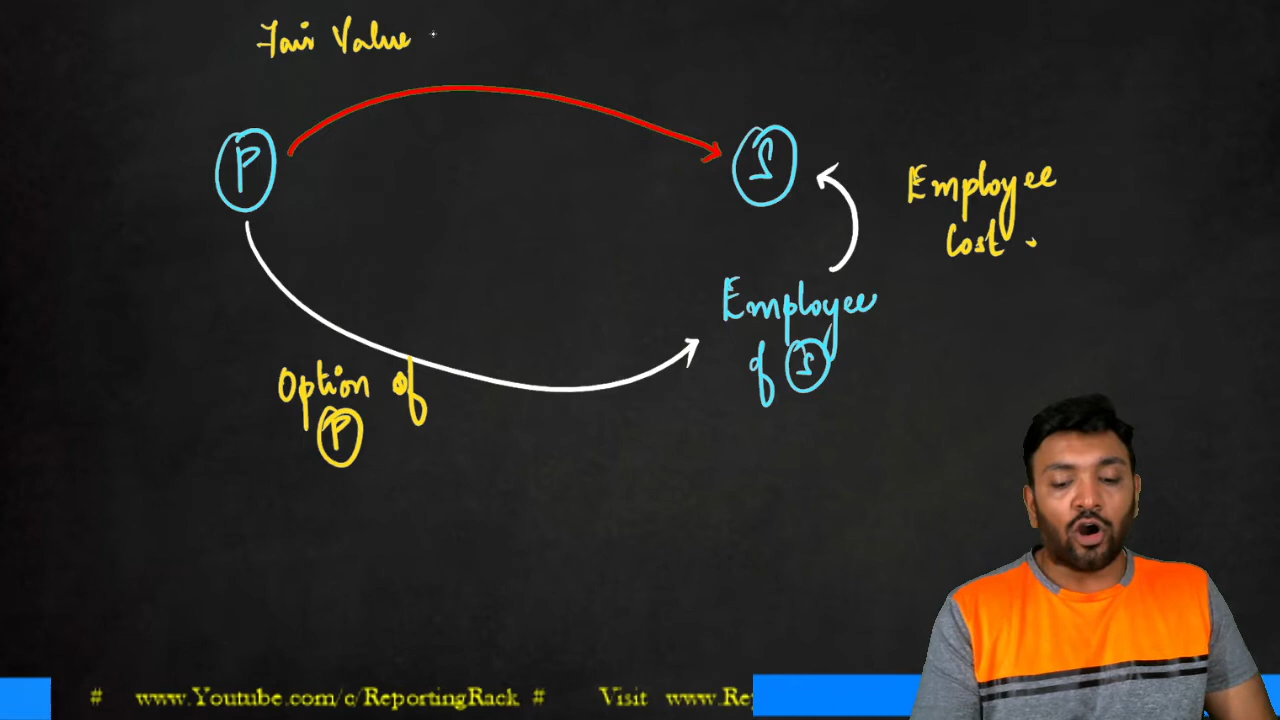 Fair Value
P
S
Employee
Cost.
Employee
of S
Option of
P
# www.Youtube.com/c/ReportingRack # Visit www.Re